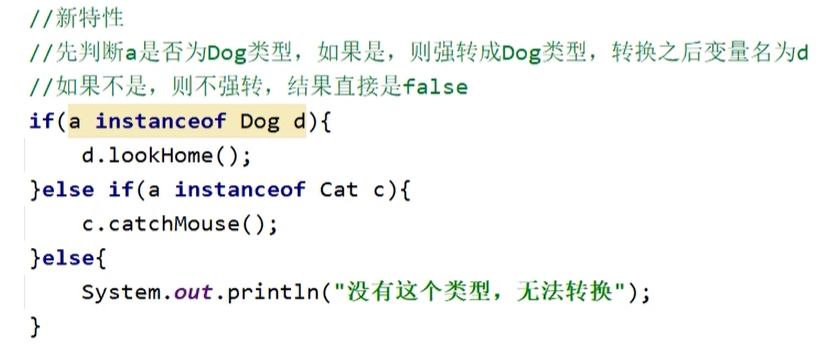 //新特性
//先判断a是否为Dog类型，如果是，则强转成Dog类型，转换之后变量名为d
//如果不是，则不强转，结果直接是false
if(a instanceof Dog d){
    d.lookHome();
}else if(a instanceof Cat c){
    c.catchMouse();
}else{
    System.out.println("没有这个类型，无法转换");
}